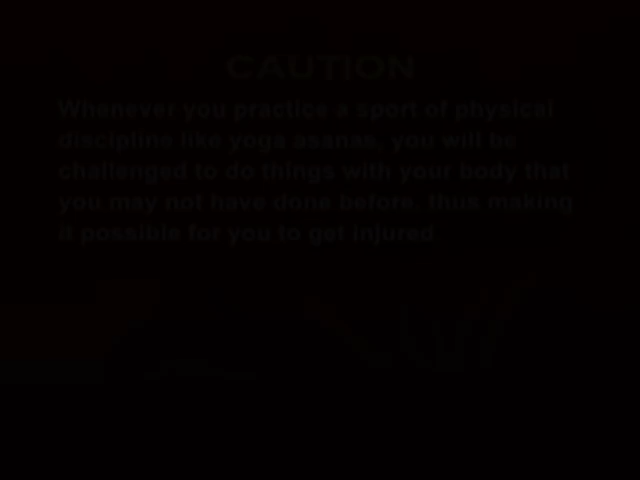 CAUTION
Whenever you practice a sport of physical
discipline like yoga asanas, you will be
challenged to do things with your body that
you may not have done before, thus making
it possible for you to get injured